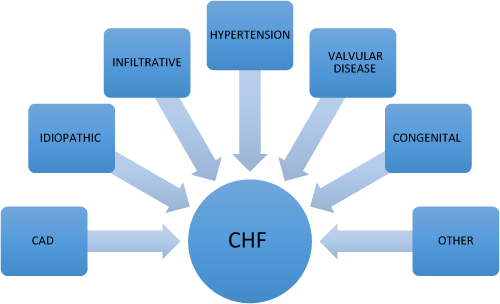 HYPERTENSION
INFILTRATIVE
VALVULAR
DISEASE
IDIOPATHIC
CONGENITAL
CAD
CHF
OTHER